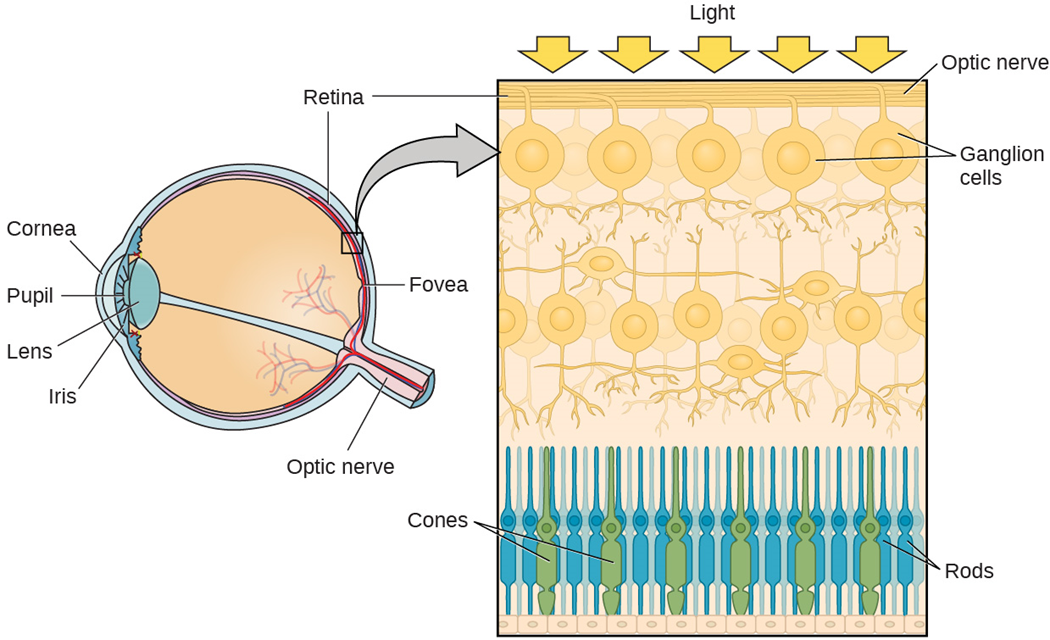 Light
Optic nerve
Retina
Ganglion
cells
Cornea
Fovea
Pupil
Lens
Iris
Optic nerve
Cones
Rods